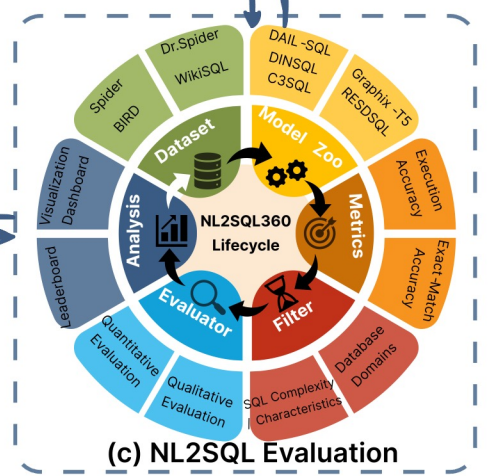 Dr.Spider
WikiSQL
Spider
BIRD
Dataset
DAIL -SQL
DINSQL
C3SQL
Graphix -T5
RESDSQL
Model Zoo
Execution
Accuracy
Exact-Match
Accuracy
Metrics
Database
Domains
SQL Complexity
Characteristics
Filter
Qualitative
Evaluation
Quantitative
Evaluation
Evaluator
Leaderboard
Visualization
Dashboard
Analysis
NL2SQL360
Lifecycle
(c) NL2SQL Evaluation